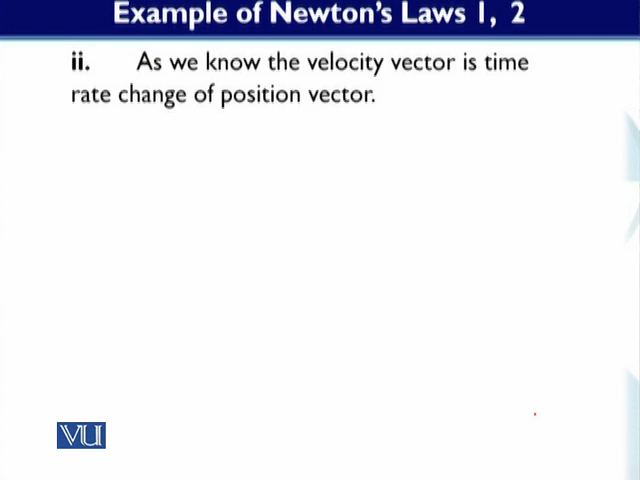 Example of Newton's Laws 1, 2
ii. As we know the velocity vector is time
rate change of position vector.
VU